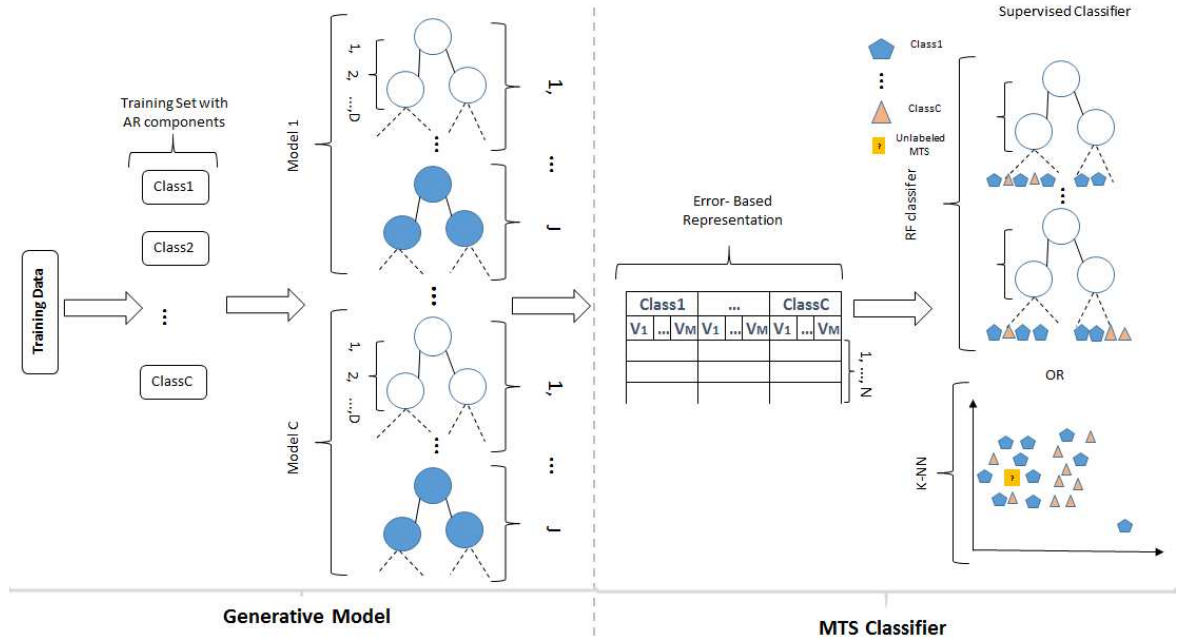 Training Data
Training Set with
AR components
Class1
Class2
...
ClassC
Model 1
1,
2,
...,D
...
1,
...
J
...
Model C
1,
2,
...,D
...
1,
...
J
Generative Model
Error- Based
Representation
Class1 ... ClassC
V1 ... VM V1 ... VM V1 ... VM
1, ..., N
Supervised Classifier
Class1
...
ClassC
? Unlabeled
MTS
RF classifer
...
OR
K-NN
?
MTS Classifier